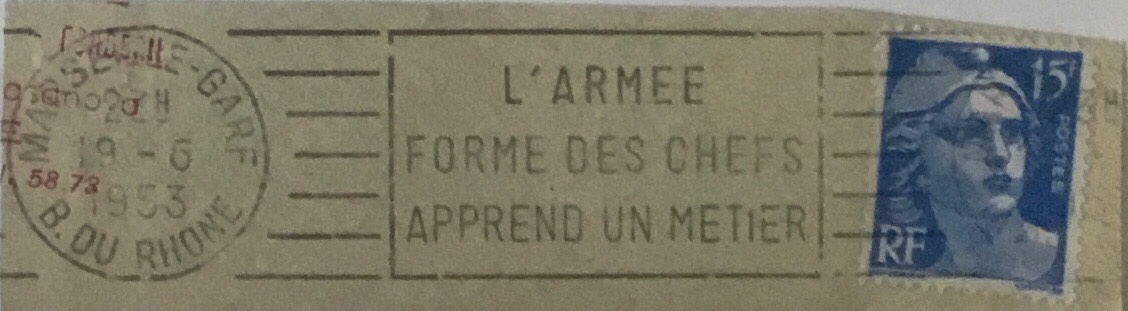 MARSEILLE-GARE
22H
19 - 6
1953
B. DU RHONE
58.73
L'ARMEE
FORME DES CHEFS
APPREND UN METIER
15F
POSTES
RF